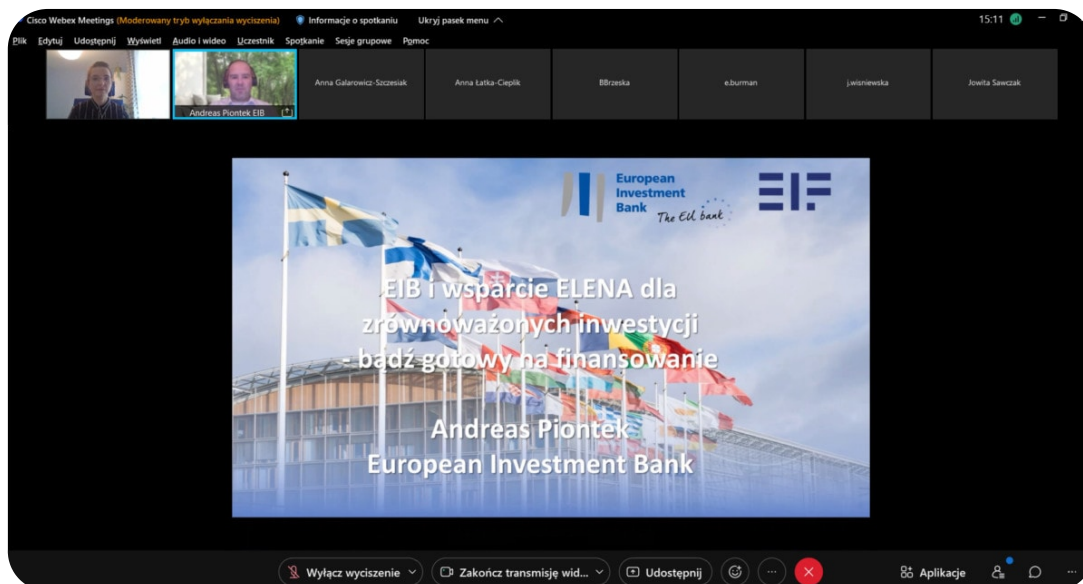 Cisco Webex Meetings (Moderowany tryb wyłączania wyciszenia) Informacje o spotkaniu Ukryj pasek menu 15:11
Plik Edytuj Udostępnij Wyświetl Audio i wideo Uczestnik Spotkanie Sesje grupowe Pomoc
Anna Galarowicz-Szczesiak Anna Łatka-Cieplik BBrzeska e.burman j.wisniewska Jowita Sawczak
Andreas Piontek EIB
European
Investment
Bank
The EU bank
EIF
EIB i wsparcie ELENA dla
zrównoważonych inwestycji
- bądź gotowy na finansowanie
Andreas Piontek
European Investment Bank
Wyłącz wyciszenie Zakończ transmisję wid... Udostępnij ... Aplikacje ...